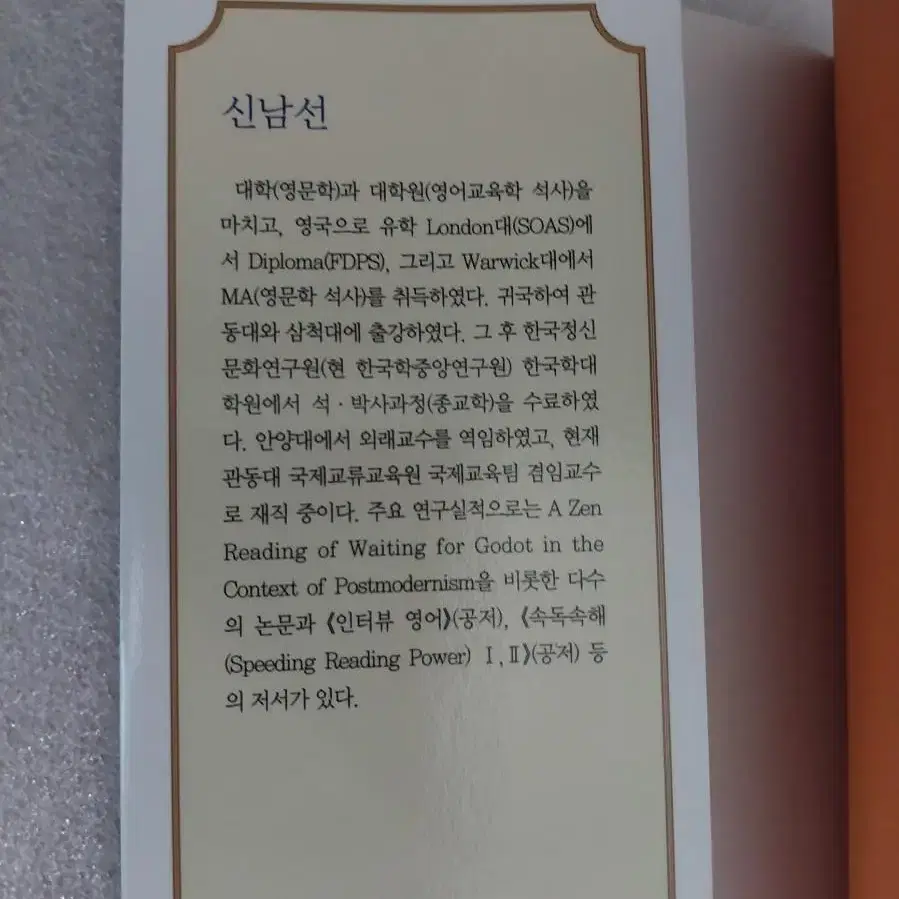 신남선
대학(영문학)과 대학원(영어교육학 석사)을
마치고, 영국으로 유학 London대(SOAS)에
서 Diploma(FDPS), 그리고 Warwick대에서
MA(영문학 석사)를 취득하였다. 귀국하여 관
동대와 삼척대에 출강하였다. 그 후 한국정신
문화연구원(현 한국학중앙연구원) 한국학대
학원에서 석·박사과정(종교학)을 수료하였
다. 안양대에서 외래교수를 역임하였고, 현재
관동대 국제교류교육원 국제교육팀 겸임교수
로 재직 중이다. 주요 연구실적으로는 A Zen
Reading of Waiting for Godot in the
Context of Postmodernism을 비롯한 다수
의 논문과 《인터뷰 영어》(공저), 《속독속해
(Speeding Reading Power) Ⅰ,Ⅱ》(공저) 등
의 저서가 있다.